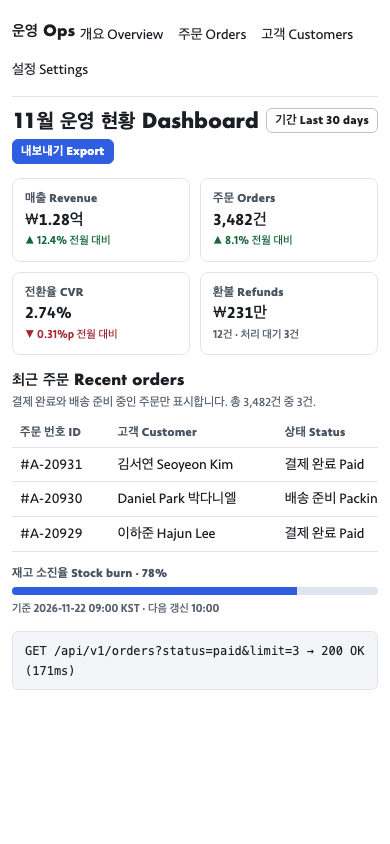 운영 Ops 개요 Overview 주문 Orders 고객 Customers
설정 Settings
11월 운영 현황 Dashboard 기간 Last 30 days
내보내기 Export
매출 Revenue 주문 Orders
₩1.28억 3,482건
▲ 12.4% 전월 대비 ▲ 8.1% 전월 대비
전환율 CVR 환불 Refunds
2.74% ₩231만
▼ 0.31%p 전월 대비 12건 · 처리 대기 3건
최근 주문 Recent orders
결제 완료와 배송 준비 중인 주문만 표시합니다. 총 3,482건 중 3건.
주문 번호 ID 고객 Customer 상태 Status
#A-20931 김서연 Seoyeon Kim 결제 완료 Paid
#A-20930 Daniel Park 박다니엘 배송 준비 Packin
#A-20929 이하준 Hajun Lee 결제 완료 Paid
재고 소진율 Stock burn · 78%
기준 2026-11-22 09:00 KST · 다음 갱신 10:00
GET /api/v1/orders?status=paid&limit=3 → 200 OK
(171ms)